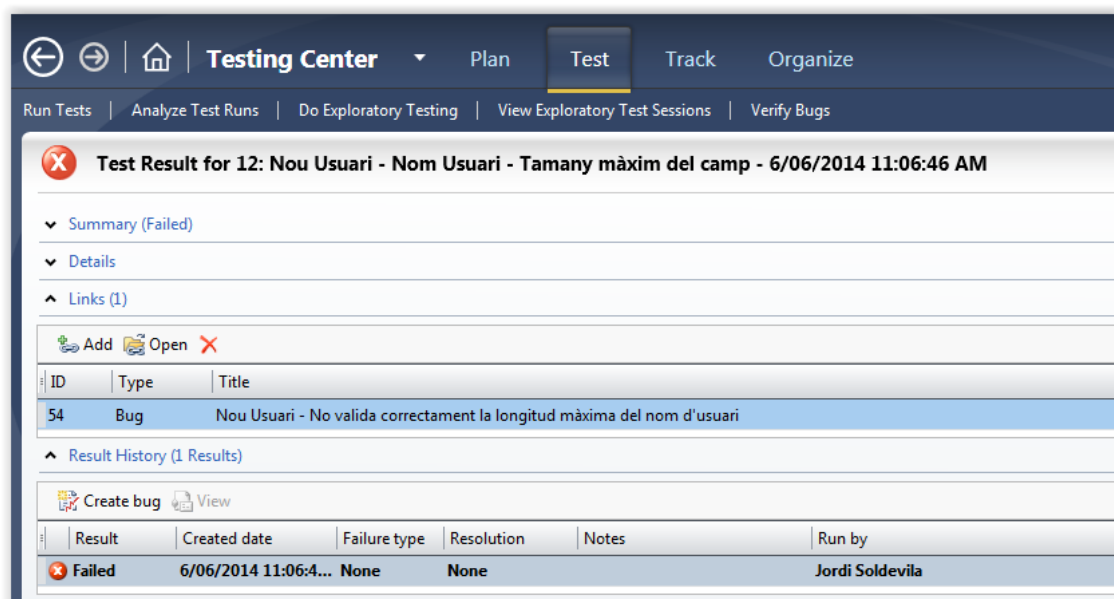 Testing Center Plan Test Track Organize
Run Tests | Analyze Test Runs | Do Exploratory Testing | View Exploratory Test Sessions | Verify Bugs
Test Result for 12: Nou Usuari - Nom Usuari - Tamany màxim del camp - 6/06/2014 11:06:46 AM
Summary (Failed)
Details
Links (1)
Add Open
ID Type Title
54 Bug Nou Usuari - No valida correctament la longitud màxima del nom d'usuari
Result History (1 Results)
Create bug View
Result Created date Failure type Resolution Notes Run by
Failed 6/06/2014 11:06:4... None None Jordi Soldevila